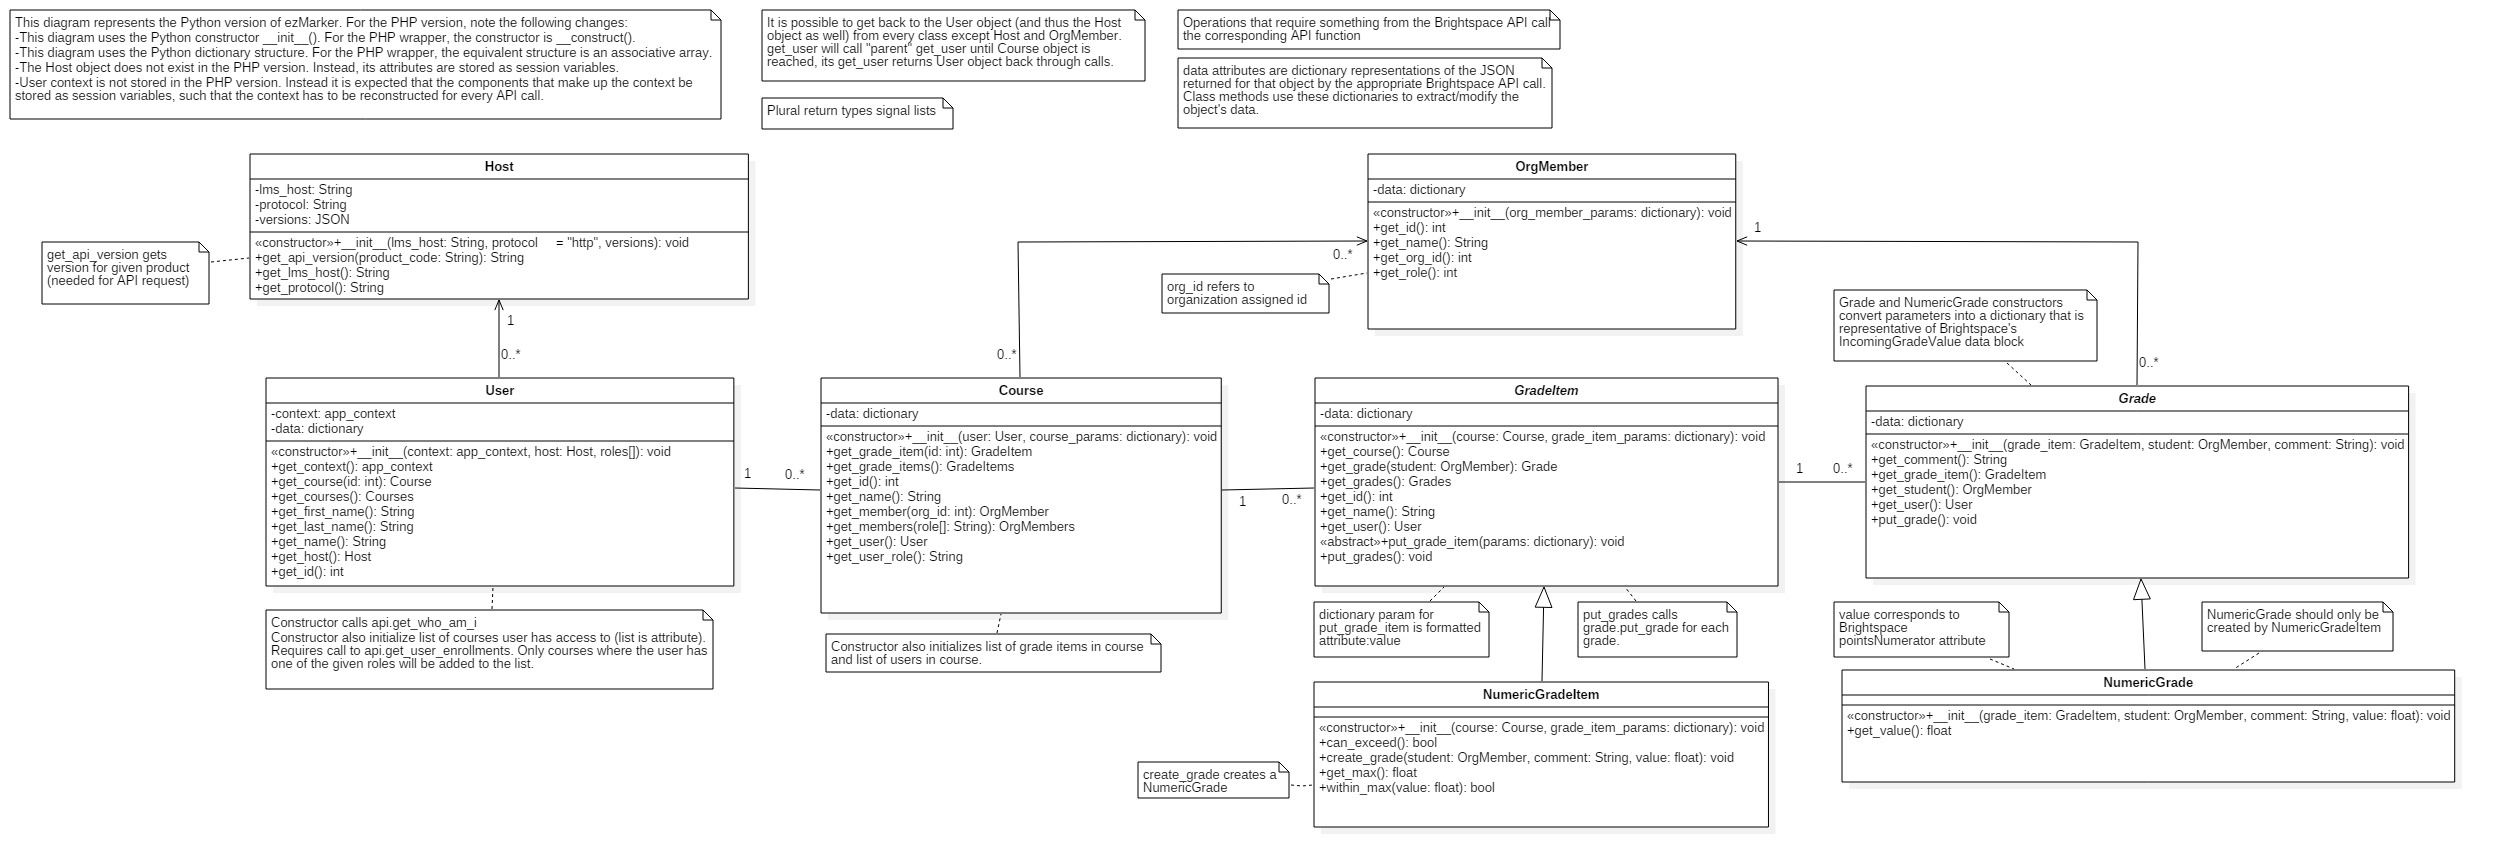 This diagram represents the Python version of ezMarker. For the PHP version, note the following changes:
-This diagram uses the Python constructor __init__(). For the PHP wrapper, the constructor is __construct().
-This diagram uses the Python dictionary structure. For the PHP wrapper, the equivalent structure is an associative array.
-The Host object does not exist in the PHP version. Instead, its attributes are stored as session variables.
-User context is not stored in the PHP version. Instead it is expected that the components that make up the context be
stored as session variables, such that the context has to be reconstructed for every API call.
It is possible to get back to the User object (and thus the Host
object as well) from every class except Host and OrgMember.
get_user will call "parent" get_user until Course object is
reached, its get_user returns User object back through calls.
Plural return types signal lists
Operations that require something from the Brightspace API call
the corresponding API function
data attributes are dictionary representations of the JSON
returned for that object by the appropriate Brightspace API call.
Class methods use these dictionaries to extract/modify the
object's data.
Host
-lms_host: String
-protocol: String
-versions: JSON
«constructor»+__init__(lms_host: String, protocol = "http", versions): void
+get_api_version(product_code: String): String
+get_lms_host(): String
+get_protocol(): String
get_api_version gets
version for given product
(needed for API request)
1
0..*
OrgMember
-data: dictionary
«constructor»+__init__(org_member_params: dictionary): void
+get_id(): int
+get_name(): String
+get_org_id(): int
+get_role(): int
0..*
1
org_id refers to
organization assigned id
0..*
Grade and NumericGrade constructors
convert parameters into a dictionary that is
representative of Brightspace's
IncomingGradeValue data block
0..*
User
-context: app_context
-data: dictionary
«constructor»+__init__(context: app_context, host: Host, roles[]): void
+get_context(): app_context
+get_course(id: int): Course
+get_courses(): Courses
+get_first_name(): String
+get_last_name(): String
+get_name(): String
+get_host(): Host
+get_id(): int
1
0..*
Course
-data: dictionary
«constructor»+__init__(user: User, course_params: dictionary): void
+get_grade_item(id: int): GradeItem
+get_grade_items(): GradeItems
+get_id(): int
+get_name(): String
+get_member(org_id: int): OrgMember
+get_members(role[]: String): OrgMembers
+get_user(): User
+get_user_role(): String
1
0..*
GradeItem
-data: dictionary
«constructor»+__init__(course: Course, grade_item_params: dictionary): void
+get_course(): Course
+get_grade(student: OrgMember): Grade
+get_grades(): Grades
+get_id(): int
+get_name(): String
+get_user(): User
«abstract»+put_grade_item(params: dictionary): void
+put_grades(): void
1
0..*
Grade
-data: dictionary
«constructor»+__init__(grade_item: GradeItem, student: OrgMember, comment: String): void
+get_comment(): String
+get_grade_item(): GradeItem
+get_student(): OrgMember
+get_user(): User
+put_grade(): void
Constructor calls api.get_who_am_i
Constructor also initialize list of courses user has access to (list is attribute).
Requires call to api.get_user_enrollments. Only courses where the user has
one of the given roles will be added to the list.
Constructor also initializes list of grade items in course
and list of users in course.
dictionary param for
put_grade_item is formatted
attribute:value
put_grades calls
grade.put_grade for each
grade.
value corresponds to
Brightspace
pointsNumerator attribute
NumericGrade should only be
created by NumericGradeItem
NumericGradeItem
«constructor»+__init__(course: Course, grade_item_params: dictionary): void
+can_exceed(): bool
+create_grade(student: OrgMember, comment: String, value: float): void
+get_max(): float
+within_max(value: float): bool
create_grade creates a
NumericGrade
NumericGrade
«constructor»+__init__(grade_item: GradeItem, student: OrgMember, comment: String, value: float): void
+get_value(): float